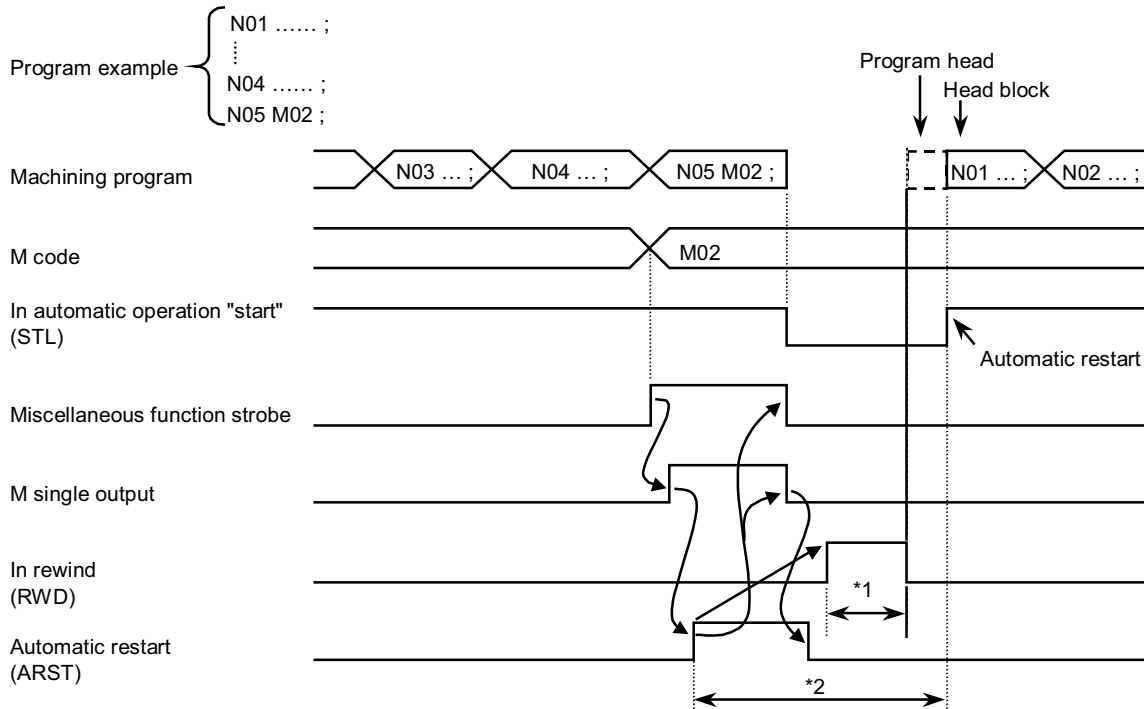 Program example
N01 …… ;
N04 …… ;
N05 M02 ;
Program head
Head block
Machining program
N03 … ;
N04 … ;
N05 M02 ;
N01 … ;
N02 … ;
M code
M02
In automatic operation "start"
(STL)
Automatic restart
Miscellaneous function strobe
M single output
In rewind
(RWD)
*1
Automatic restart
(ARST)
*2